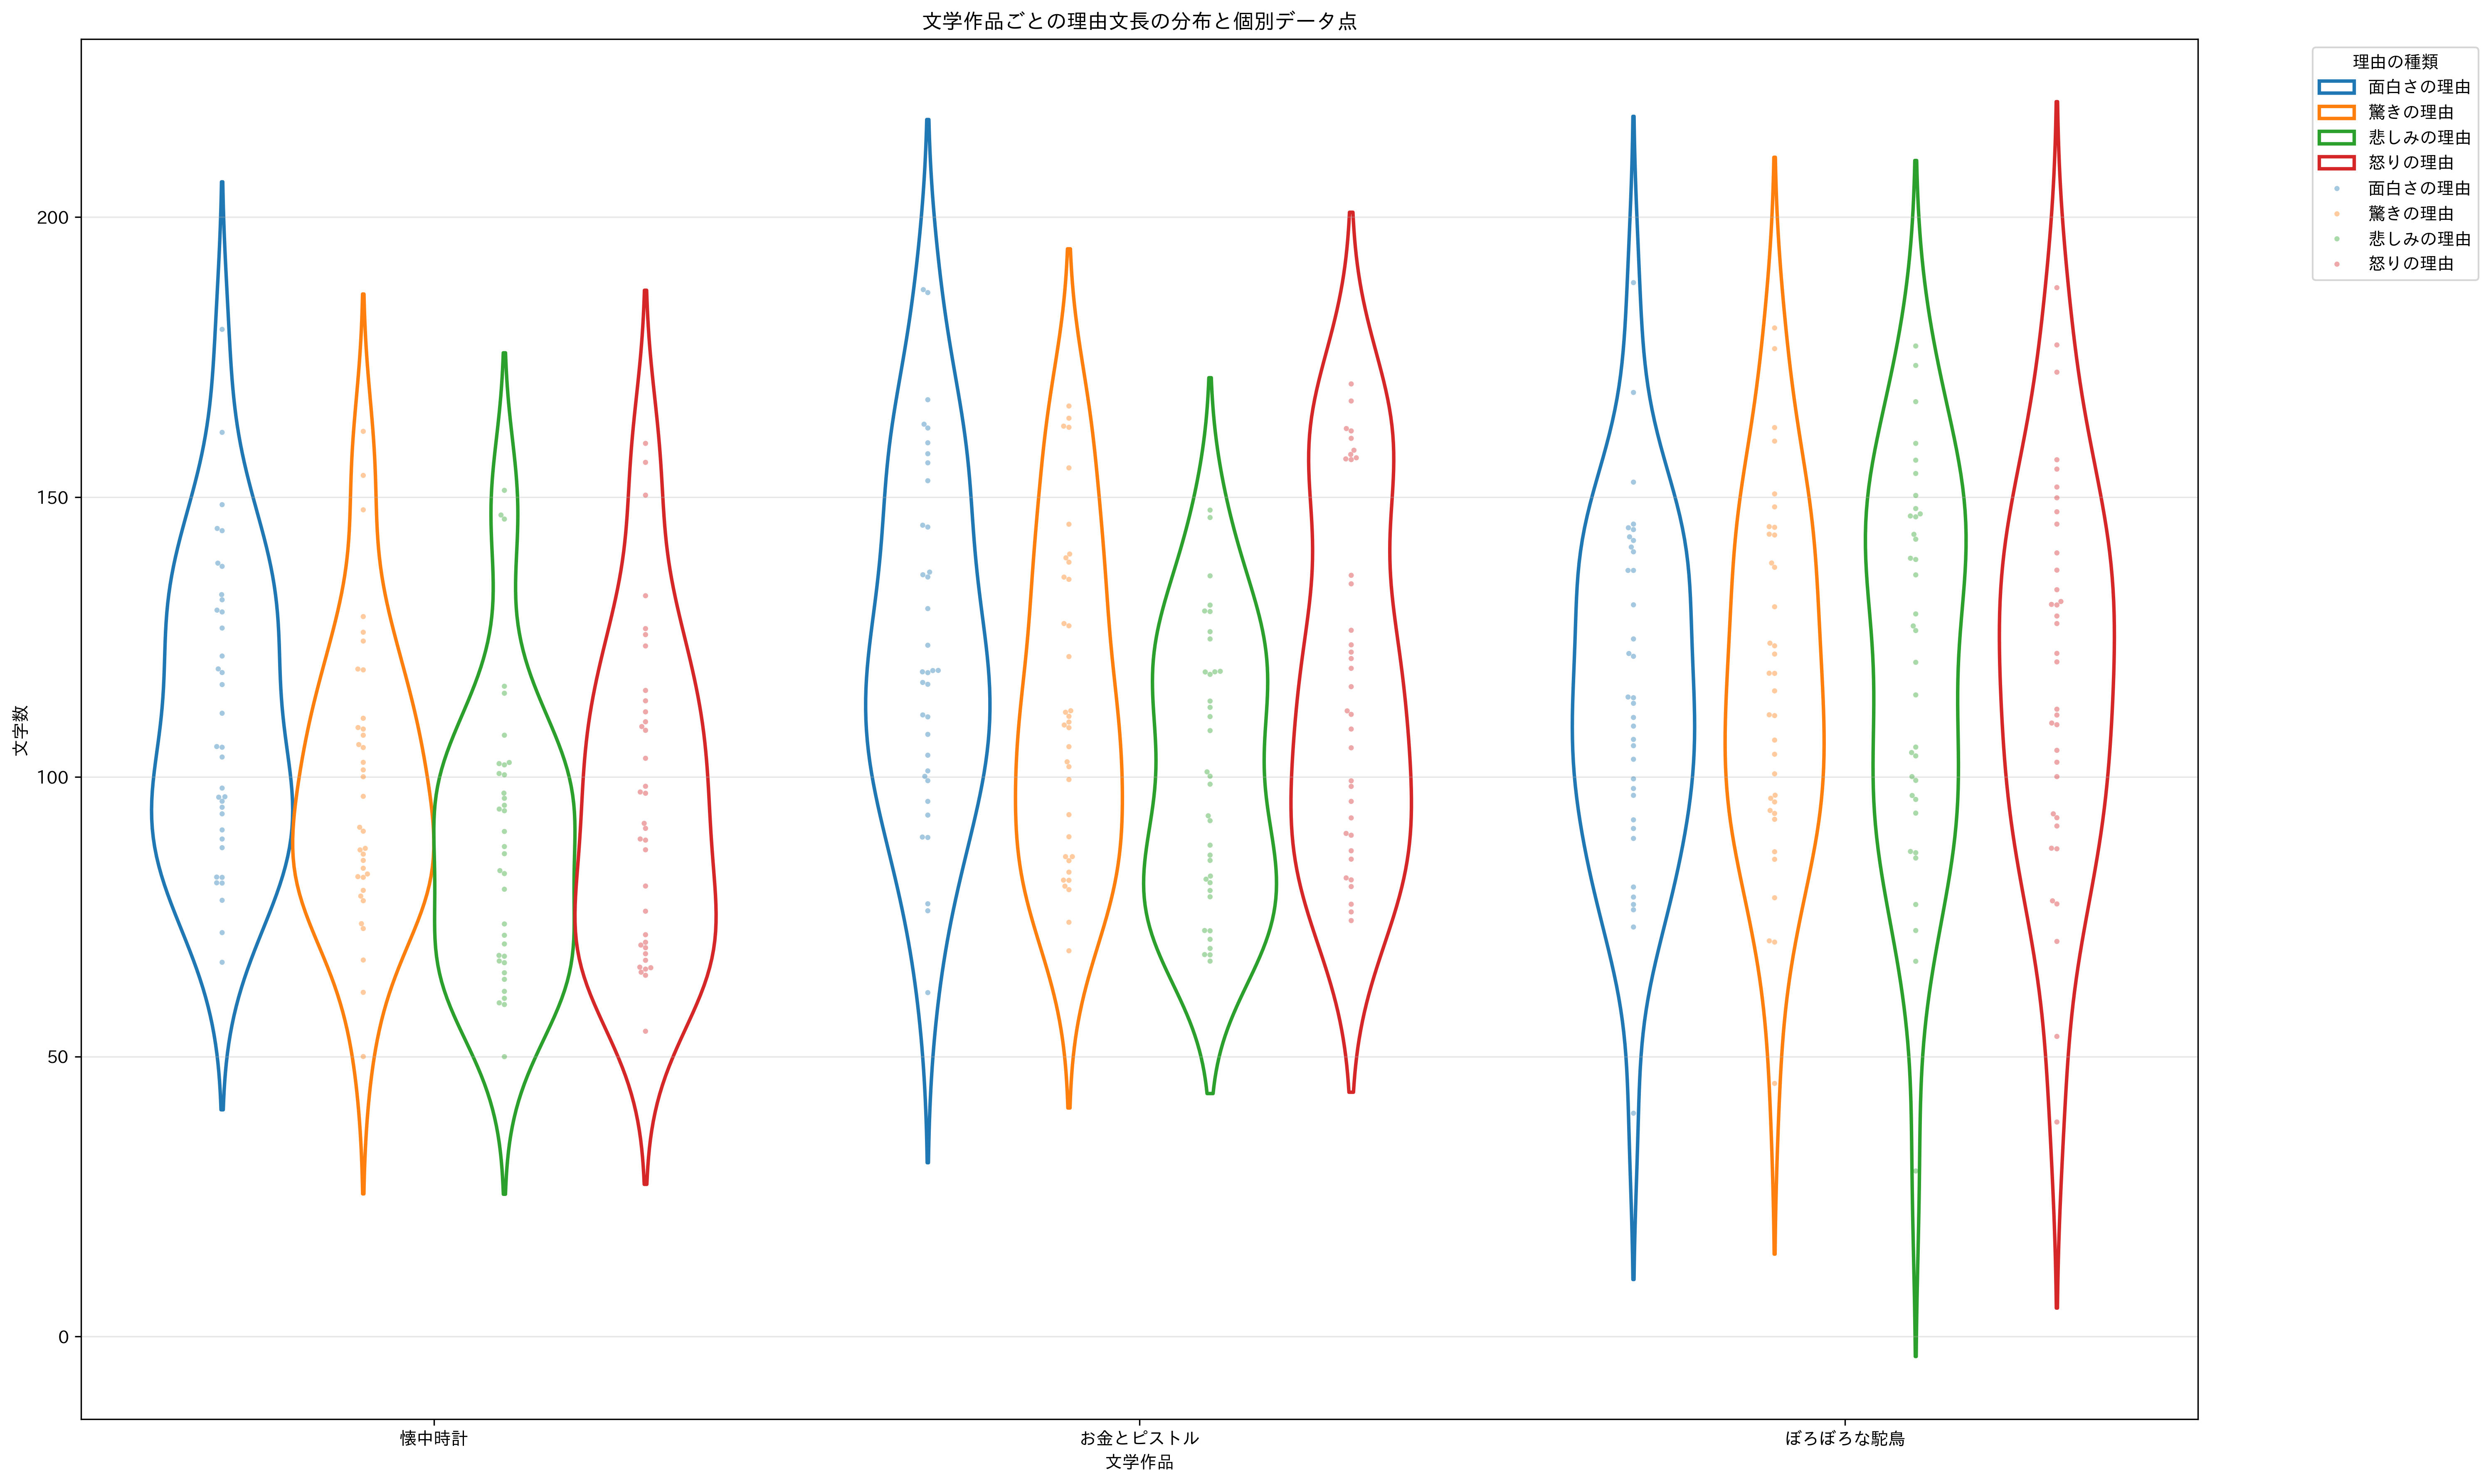 文学作品ごとの理由文長の分布と個別データ点
理由の種類
面白さの理由
驚きの理由
悲しみの理由
怒りの理由
面白さの理由
驚きの理由
悲しみの理由
怒りの理由
文字数
200
150
100
50
0
懐中時計
お金とピストル
ぼろぼろな駝鳥
文学作品